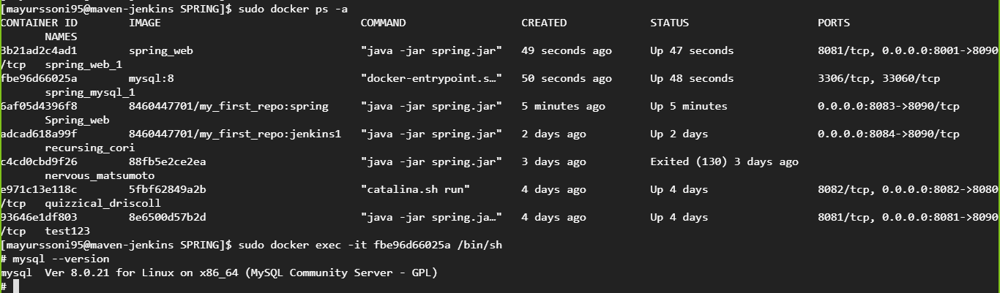 [mayurssoni95@maven-jenkins SPRING]$ sudo docker ps -a
CONTAINER ID        IMAGE                               COMMAND                  CREATED             STATUS                     PORTS
       NAMES
3b21ad2c4ad1        spring_web                          "java -jar spring.jar"   49 seconds ago      Up 47 seconds              8081/tcp, 0.0.0.0:8001->8090
/tcp   spring_web_1
fbe96d66025a        mysql:8                             "docker-entrypoint.s…"   50 seconds ago      Up 48 seconds              3306/tcp, 33060/tcp
       spring_mysql_1
6af05d4396f8        8460447701/my_first_repo:spring     "java -jar spring.jar"   5 minutes ago       Up 5 minutes               0.0.0.0:8083->8090/tcp
       Spring_web
adcad618a99f        8460447701/my_first_repo:jenkins1   "java -jar spring.jar"   2 days ago          Up 2 days                  0.0.0.0:8084->8090/tcp
       recursing_cori
c4cd0cbd9f26        88fb5e2ce2ea                        "java -jar spring.jar"   3 days ago          Exited (130) 3 days ago
       nervous_matsumoto
e971c13e118c        5fbf62849a2b                        "catalina.sh run"        4 days ago          Up 4 days                  8082/tcp, 0.0.0.0:8082->8080
/tcp   quizzical_driscoll
93646e1df803        8e6500d57b2d                        "java -jar spring.ja…"   4 days ago          Up 4 days                  8081/tcp, 0.0.0.0:8081->8090
/tcp   test123
[mayurssoni95@maven-jenkins SPRING]$ sudo docker exec -it fbe96d66025a /bin/sh
# mysql --version
mysql  Ver 8.0.21 for Linux on x86_64 (MySQL Community Server - GPL)
#